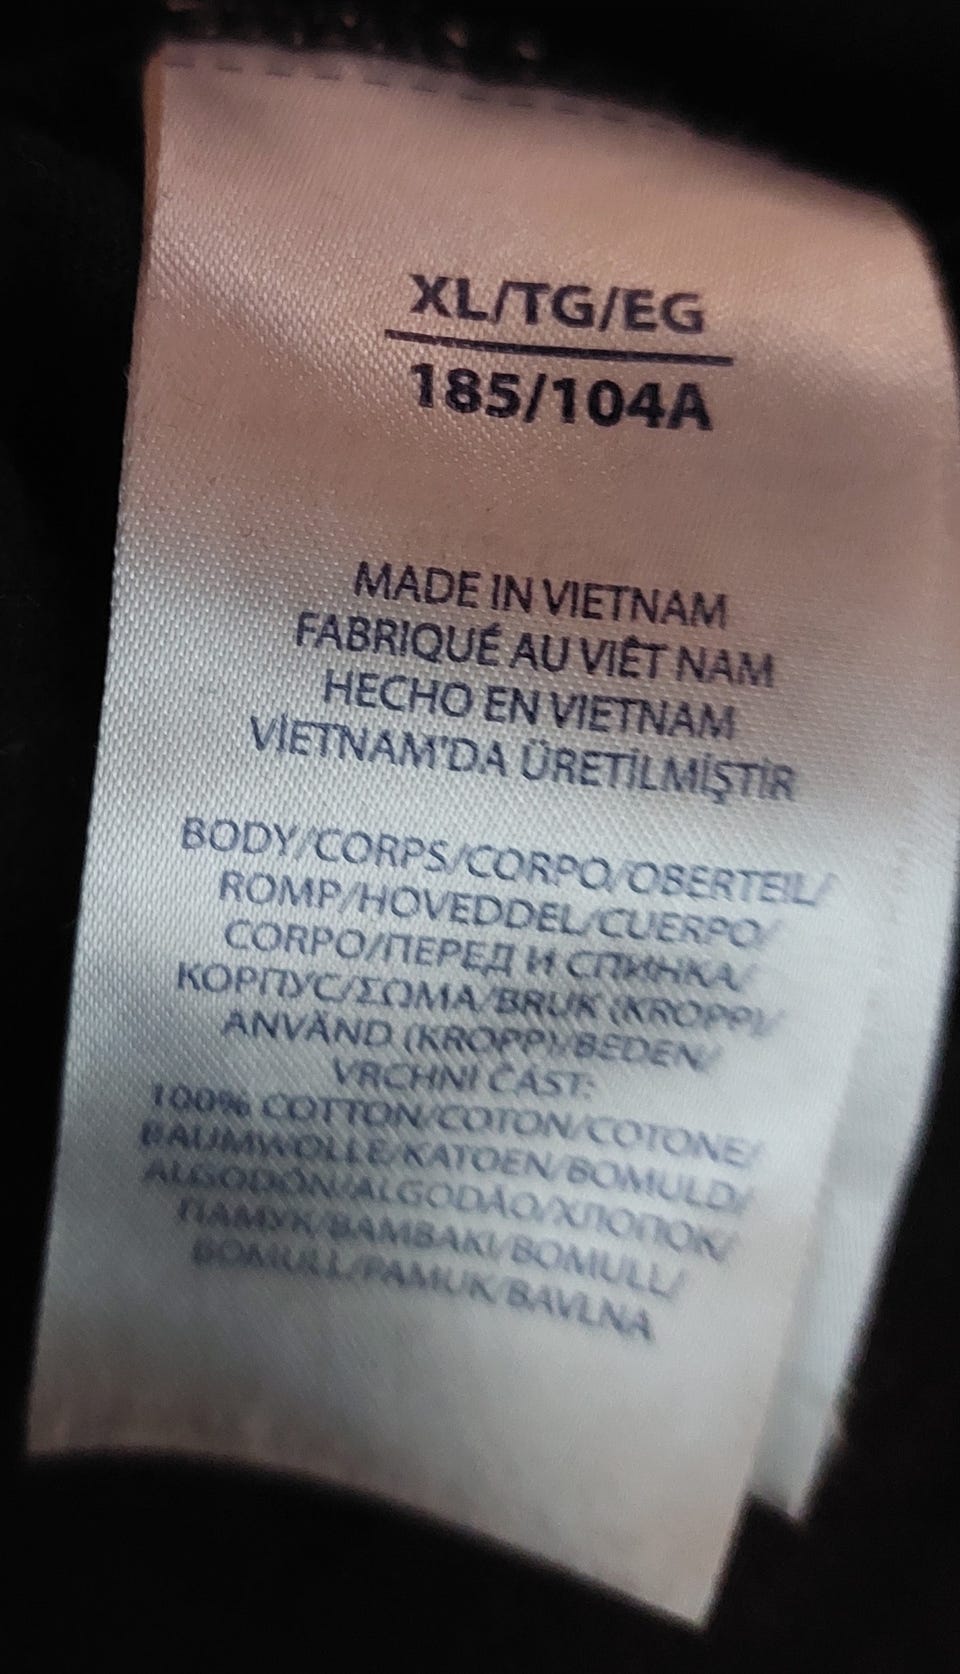 XL/TG/EG
185/104A
MADE IN VIETNAM
FABRIQUÉ AU VIÊT NAM
HECHO EN VIETNAM
VİETNAM'DA ÜRETİLMİŞTİR
BODY/CORPS/CORPO/OBERTEIL/
ROMP/HOVEDDEL/CUERPO/
CORPO/ПЕРЕД И СПИНКА/
КОРПУС/ΣΩΜΑ/BRUK (KROPP)/
ANVÄND (KROPP)/BEDEN/
VRCHNÍ ČÁST:
100% COTTON/COTON/COTONE/
BAUMWOLLE/KATOEN/BOMULD/
ALGODÓN/ALGODÃO/ХЛОПОК/
ПАМУК/ΒΑΜΒΑΚΙ/BOMULL/
BOMULL/PAMUK/BAVLNA